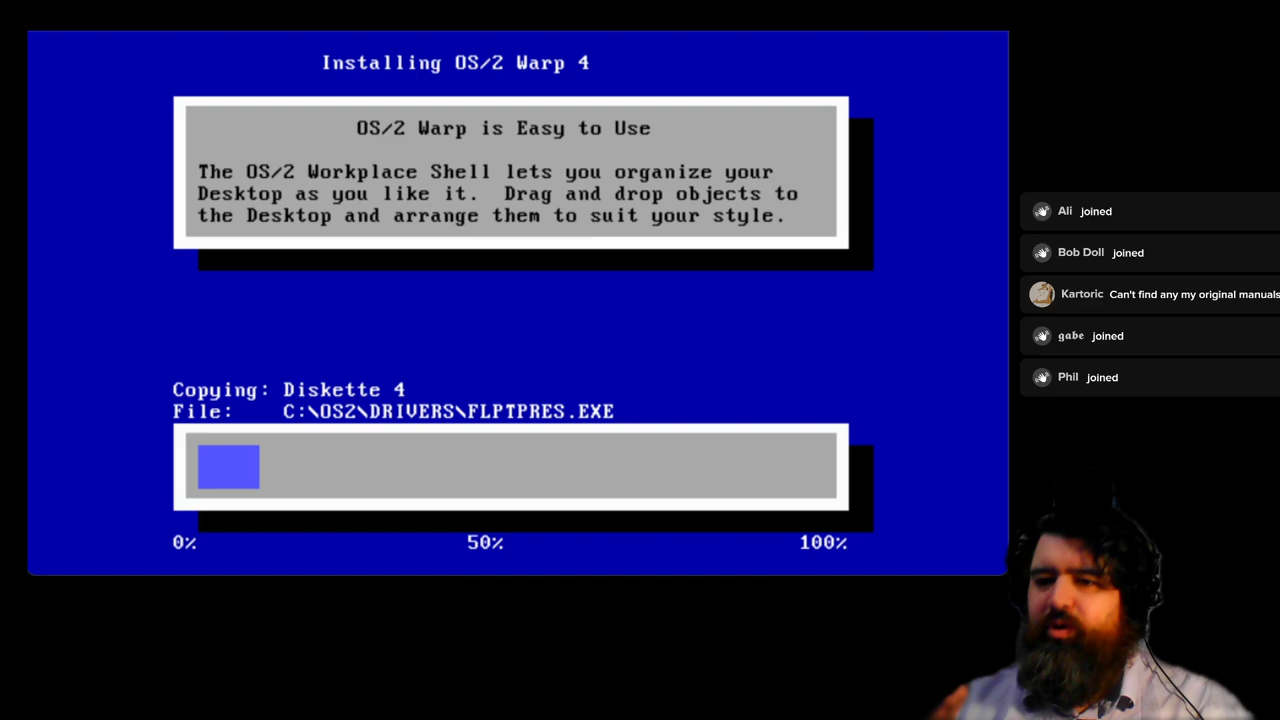 Installing OS/2 Warp 4
OS/2 Warp is Easy to Use
The OS/2 Workplace Shell lets you organize your
Desktop as you like it.  Drag and drop objects to
the Desktop and arrange them to suit your style.
Copying: Diskette 4
File:    C:\OS2\DRIVERS\FLPTPRES.EXE
0%
50%
100%
Ali joined
Bob Doll joined
Kartoric Can't find any my original manuals
𝖌𝖆𝖇𝖊 joined
Phil joined